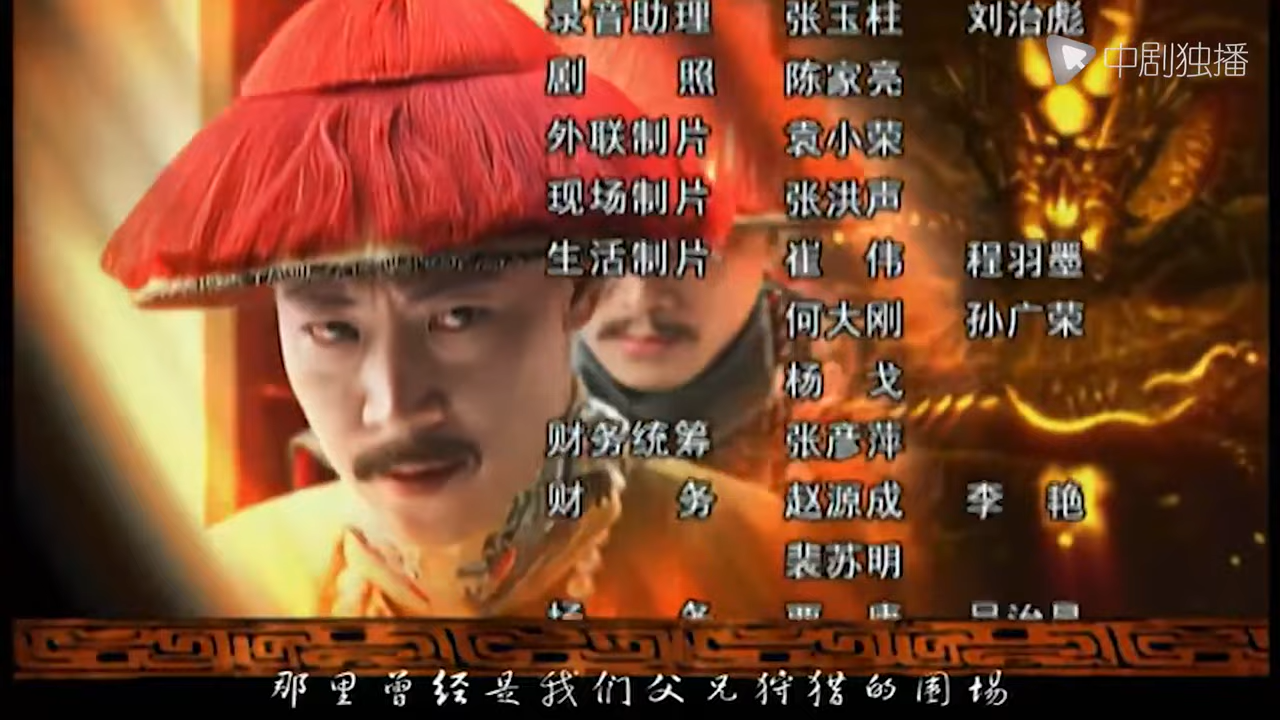 录音助理 张玉柱 刘治彪
中剧独播
剧照 陈家亮
外联制片 袁小荣
现场制片 张洪声
生活制片 崔伟 程羽墨
何大刚 孙广荣
杨戈
财务统筹 张彦萍
财务 赵源成 李艳
裴苏明
那里曾经是我们父兄狩猎的围场